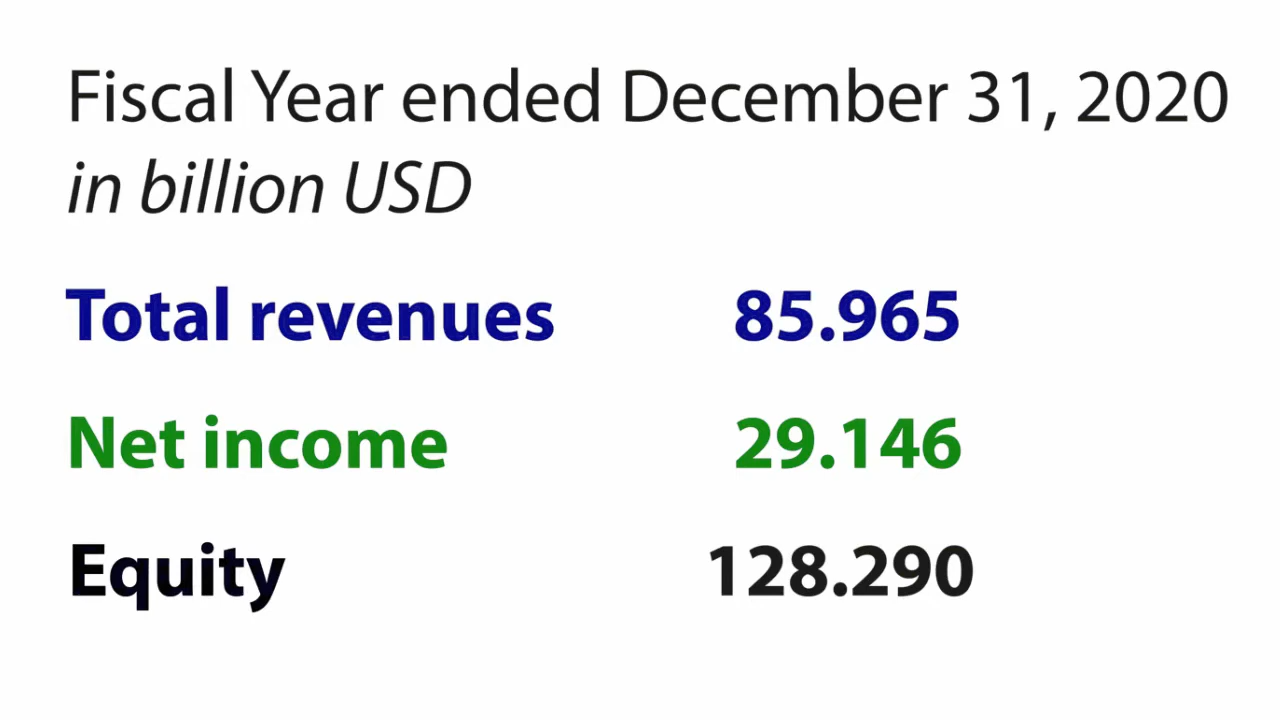 Fiscal Year ended December 31, 2020
in billion USD
Total revenues 85.965
Net income 29.146
Equity 128.290